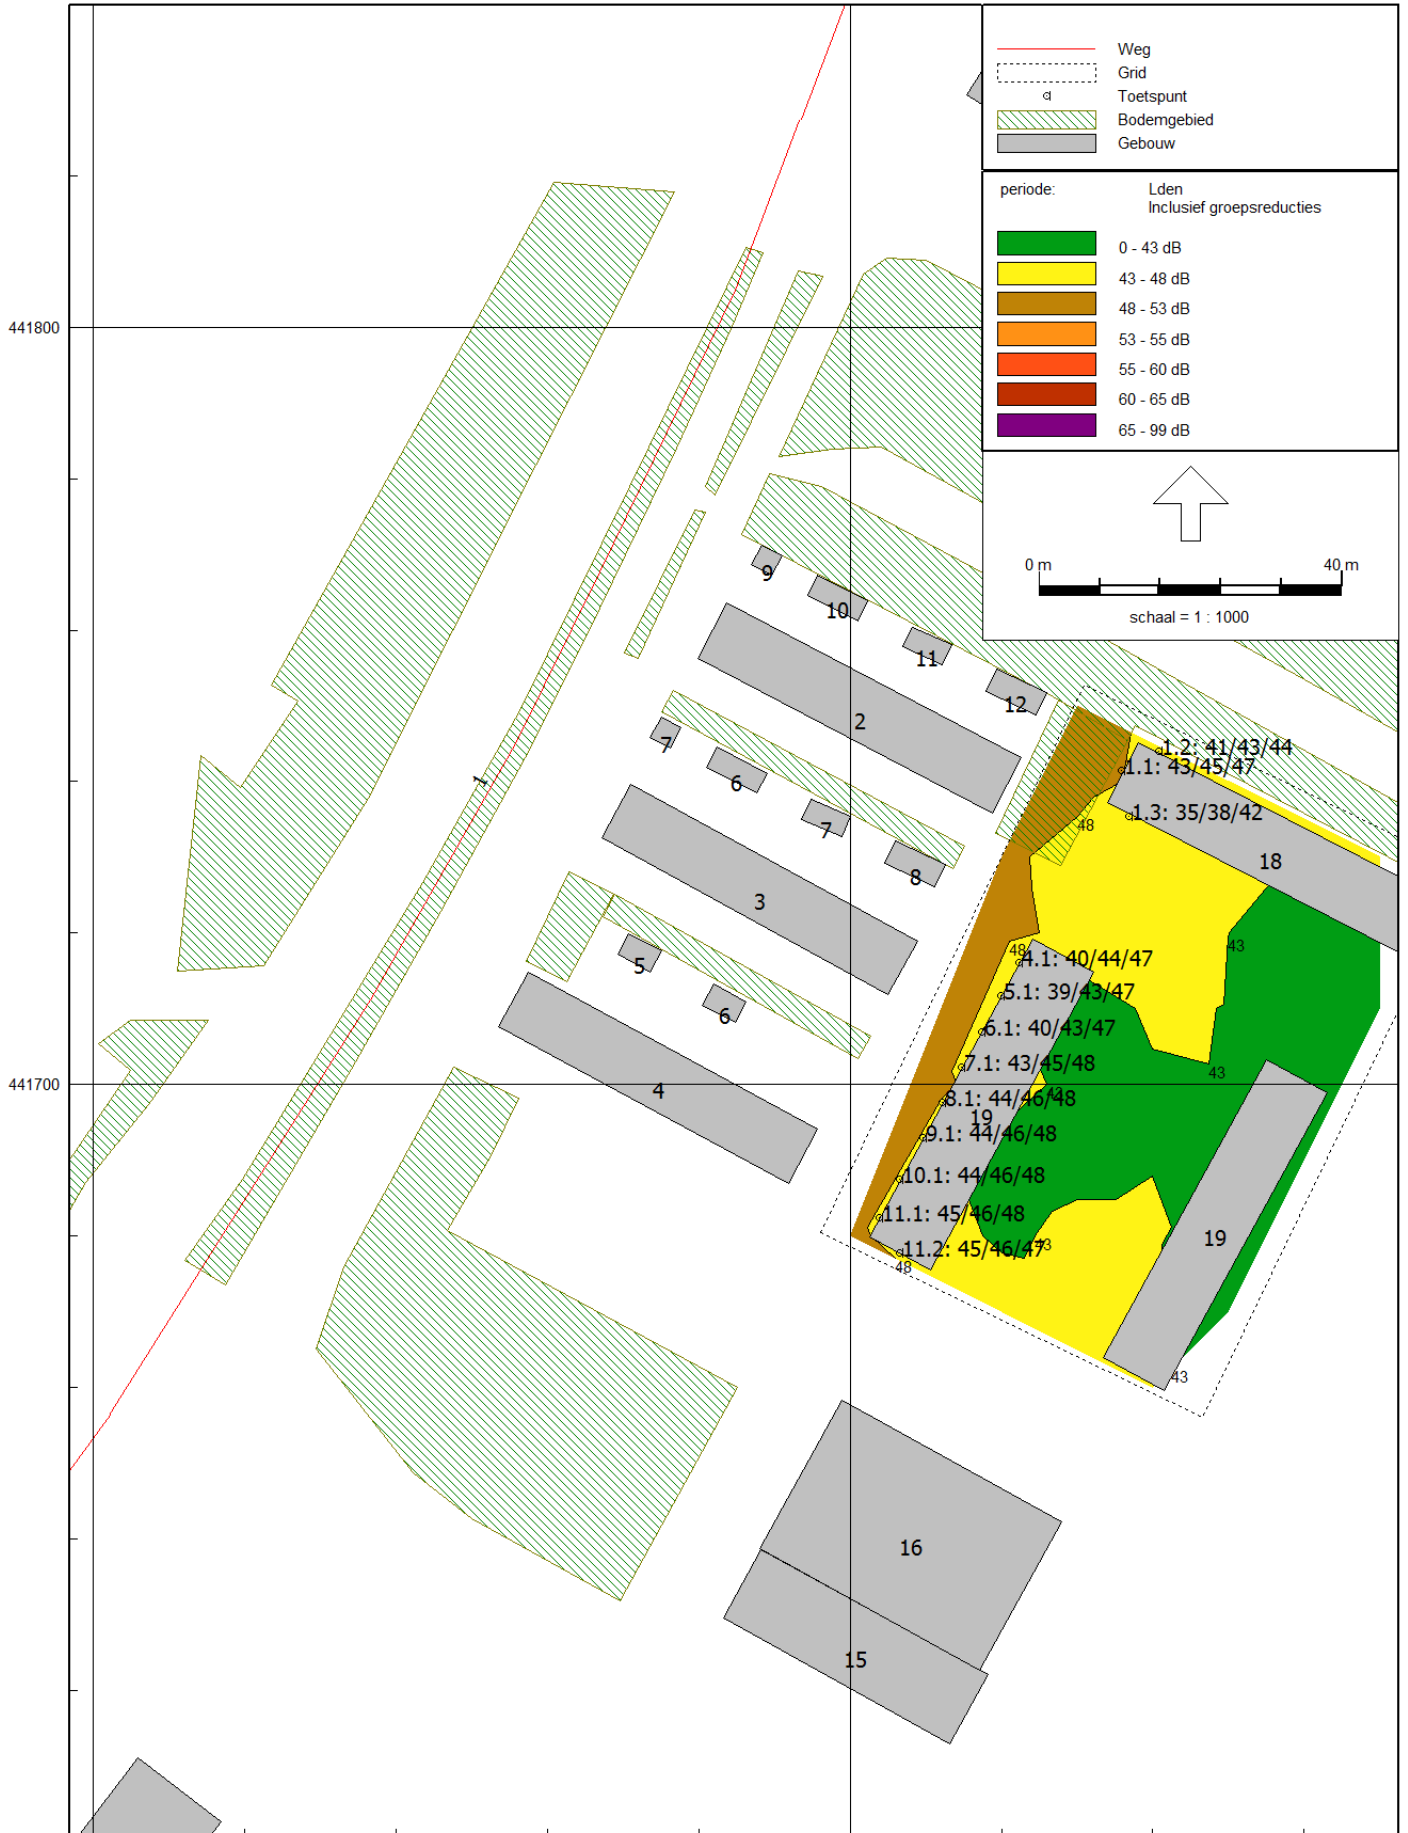 Weg
Grid
Toetspunt
Bodemgebied
Gebouw
periode: Lden
Inclusief groepsreducties
0 - 43 dB
43 - 48 dB
48 - 53 dB
53 - 55 dB
55 - 60 dB
60 - 65 dB
65 - 99 dB
0 m 40 m
schaal = 1 : 1000
441800
9
10
11
12
2
7
1
6
7
8
3
1.2: 41/43/44
1.1: 43/45/47
1.3: 35/38/42
48
18
43
5
6
48
4.1: 40/44/47
5.1: 39/43/47
6.1: 40/43/47
7.1: 43/45/48
43
441700
4
8.1: 44/46/48
19
9.1: 44/46/48
10.1: 44/46/48
11.1: 45/46/48
11.2: 45/46/47
43
48
19
43
16
15